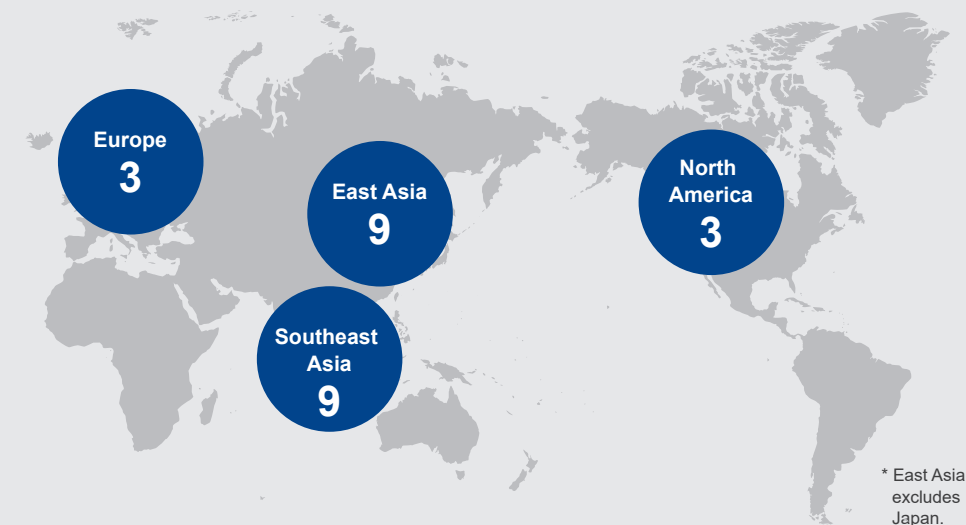 Europe
3
East Asia
9
North
America
3
Southeast
Asia
9
* East Asia
excludes
Japan.